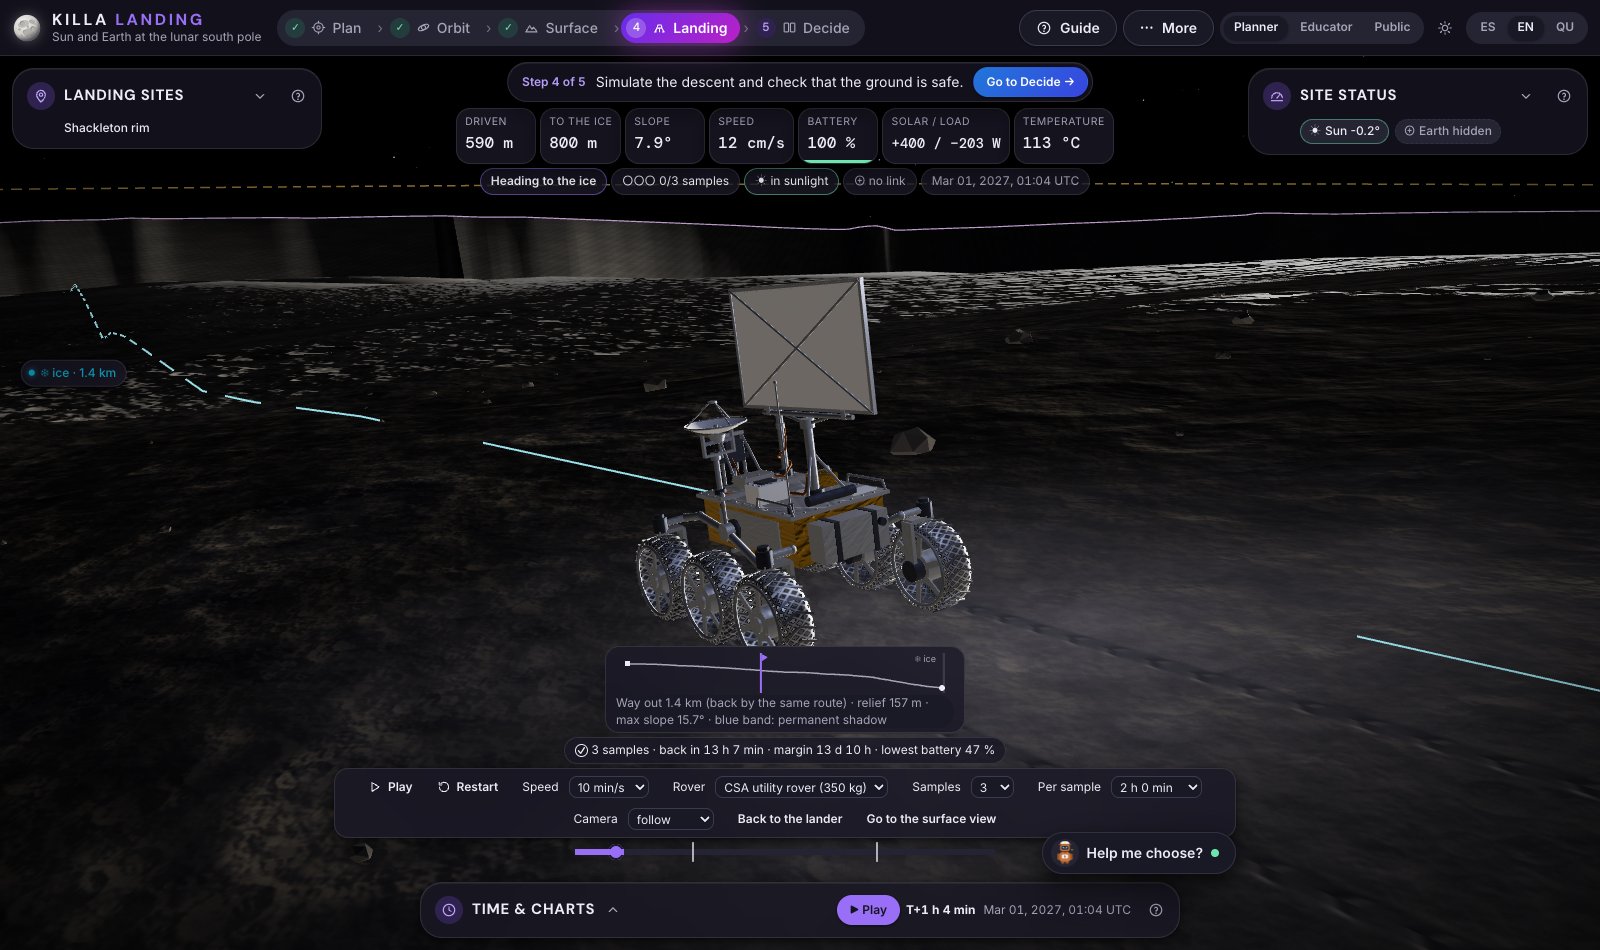 KILLA LANDING
Sun and Earth at the lunar south pole
✓ Plan › ✓ Orbit › ✓ Surface › 4 Landing › 5 Decide
Guide
More
Planner Educator Public
ES EN QU
LANDING SITES
Shackleton rim
Step 4 of 5 Simulate the descent and check that the ground is safe. Go to Decide →
SITE STATUS
Sun -0.2° Earth hidden
DRIVEN
590 m
TO THE ICE
800 m
SLOPE
7.9°
SPEED
12 cm/s
BATTERY
100 %
SOLAR / LOAD
+400 / −203 W
TEMPERATURE
113 °C
Heading to the ice 0/3 samples in sunlight no link Mar 01, 2027, 01:04 UTC
ice · 1.4 km
ice
Way out 1.4 km (back by the same route) · relief 157 m ·
max slope 15.7° · blue band: permanent shadow
3 samples · back in 13 h 7 min · margin 13 d 10 h · lowest battery 47 %
Play Restart Speed 10 min/s Rover CSA utility rover (350 kg) Samples 3 Per sample 2 h 0 min
Camera follow Back to the lander Go to the surface view
Help me choose?
TIME & CHARTS
Play T+1 h 4 min Mar 01, 2027, 01:04 UTC